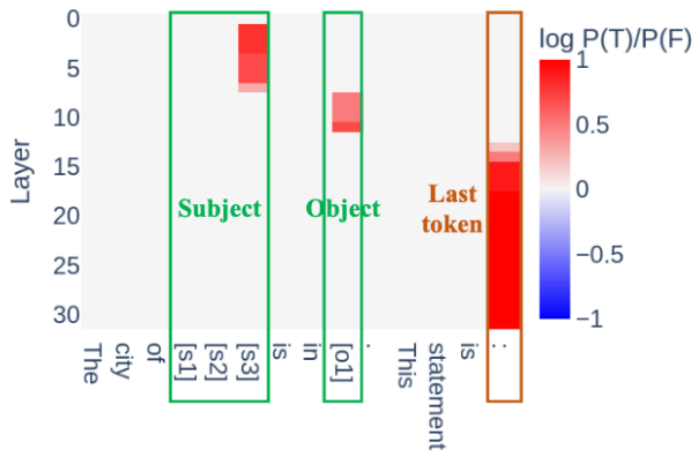 log P(T)/P(F)
0
5
10
15
20
25
30
Layer
Subject
Object
Last
token
1
0.5
0
−0.5
−1
The
city
of
[s1]
[s2]
[s3]
is
in
[o1]
.
This
statement
is
: